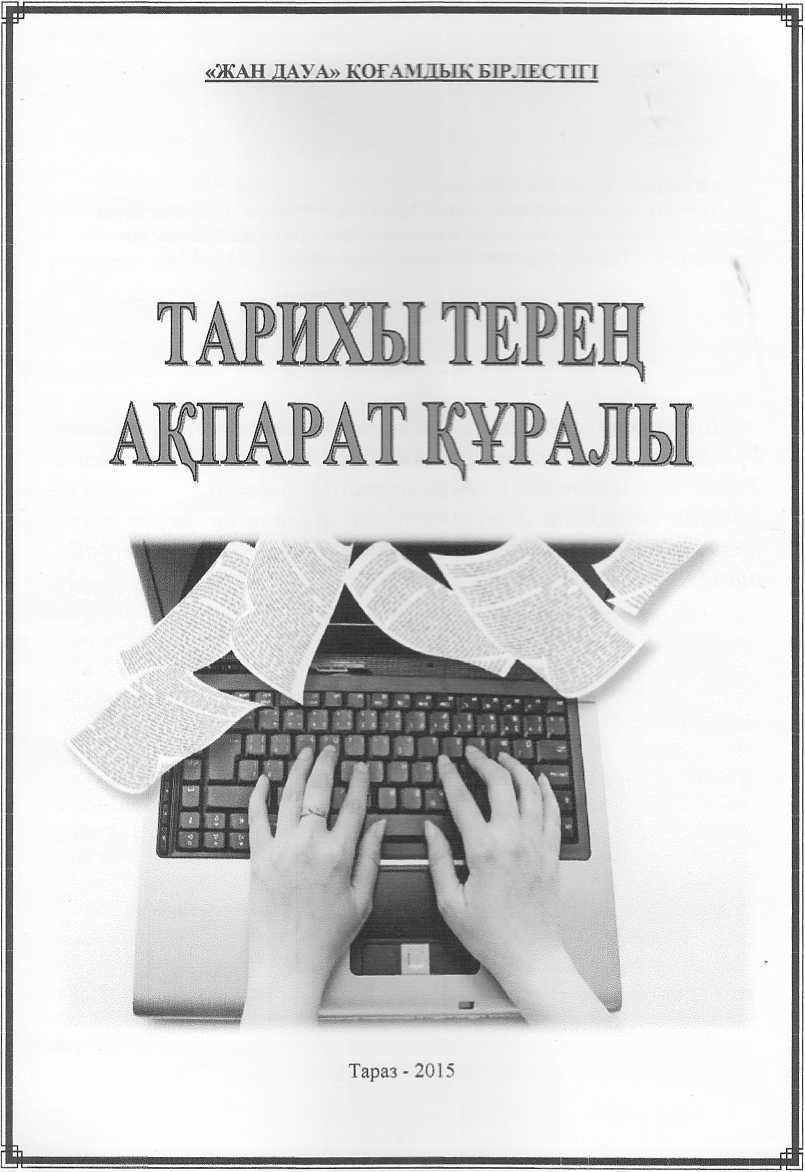 «ЖАН ДАУА» ҚОҒАМДЫҚ БІРЛЕСТІГІ
ТАРИХЫ ТЕРЕҢ
АҚПАРАТ ҚҰРАЛЫ
Тараз - 2015